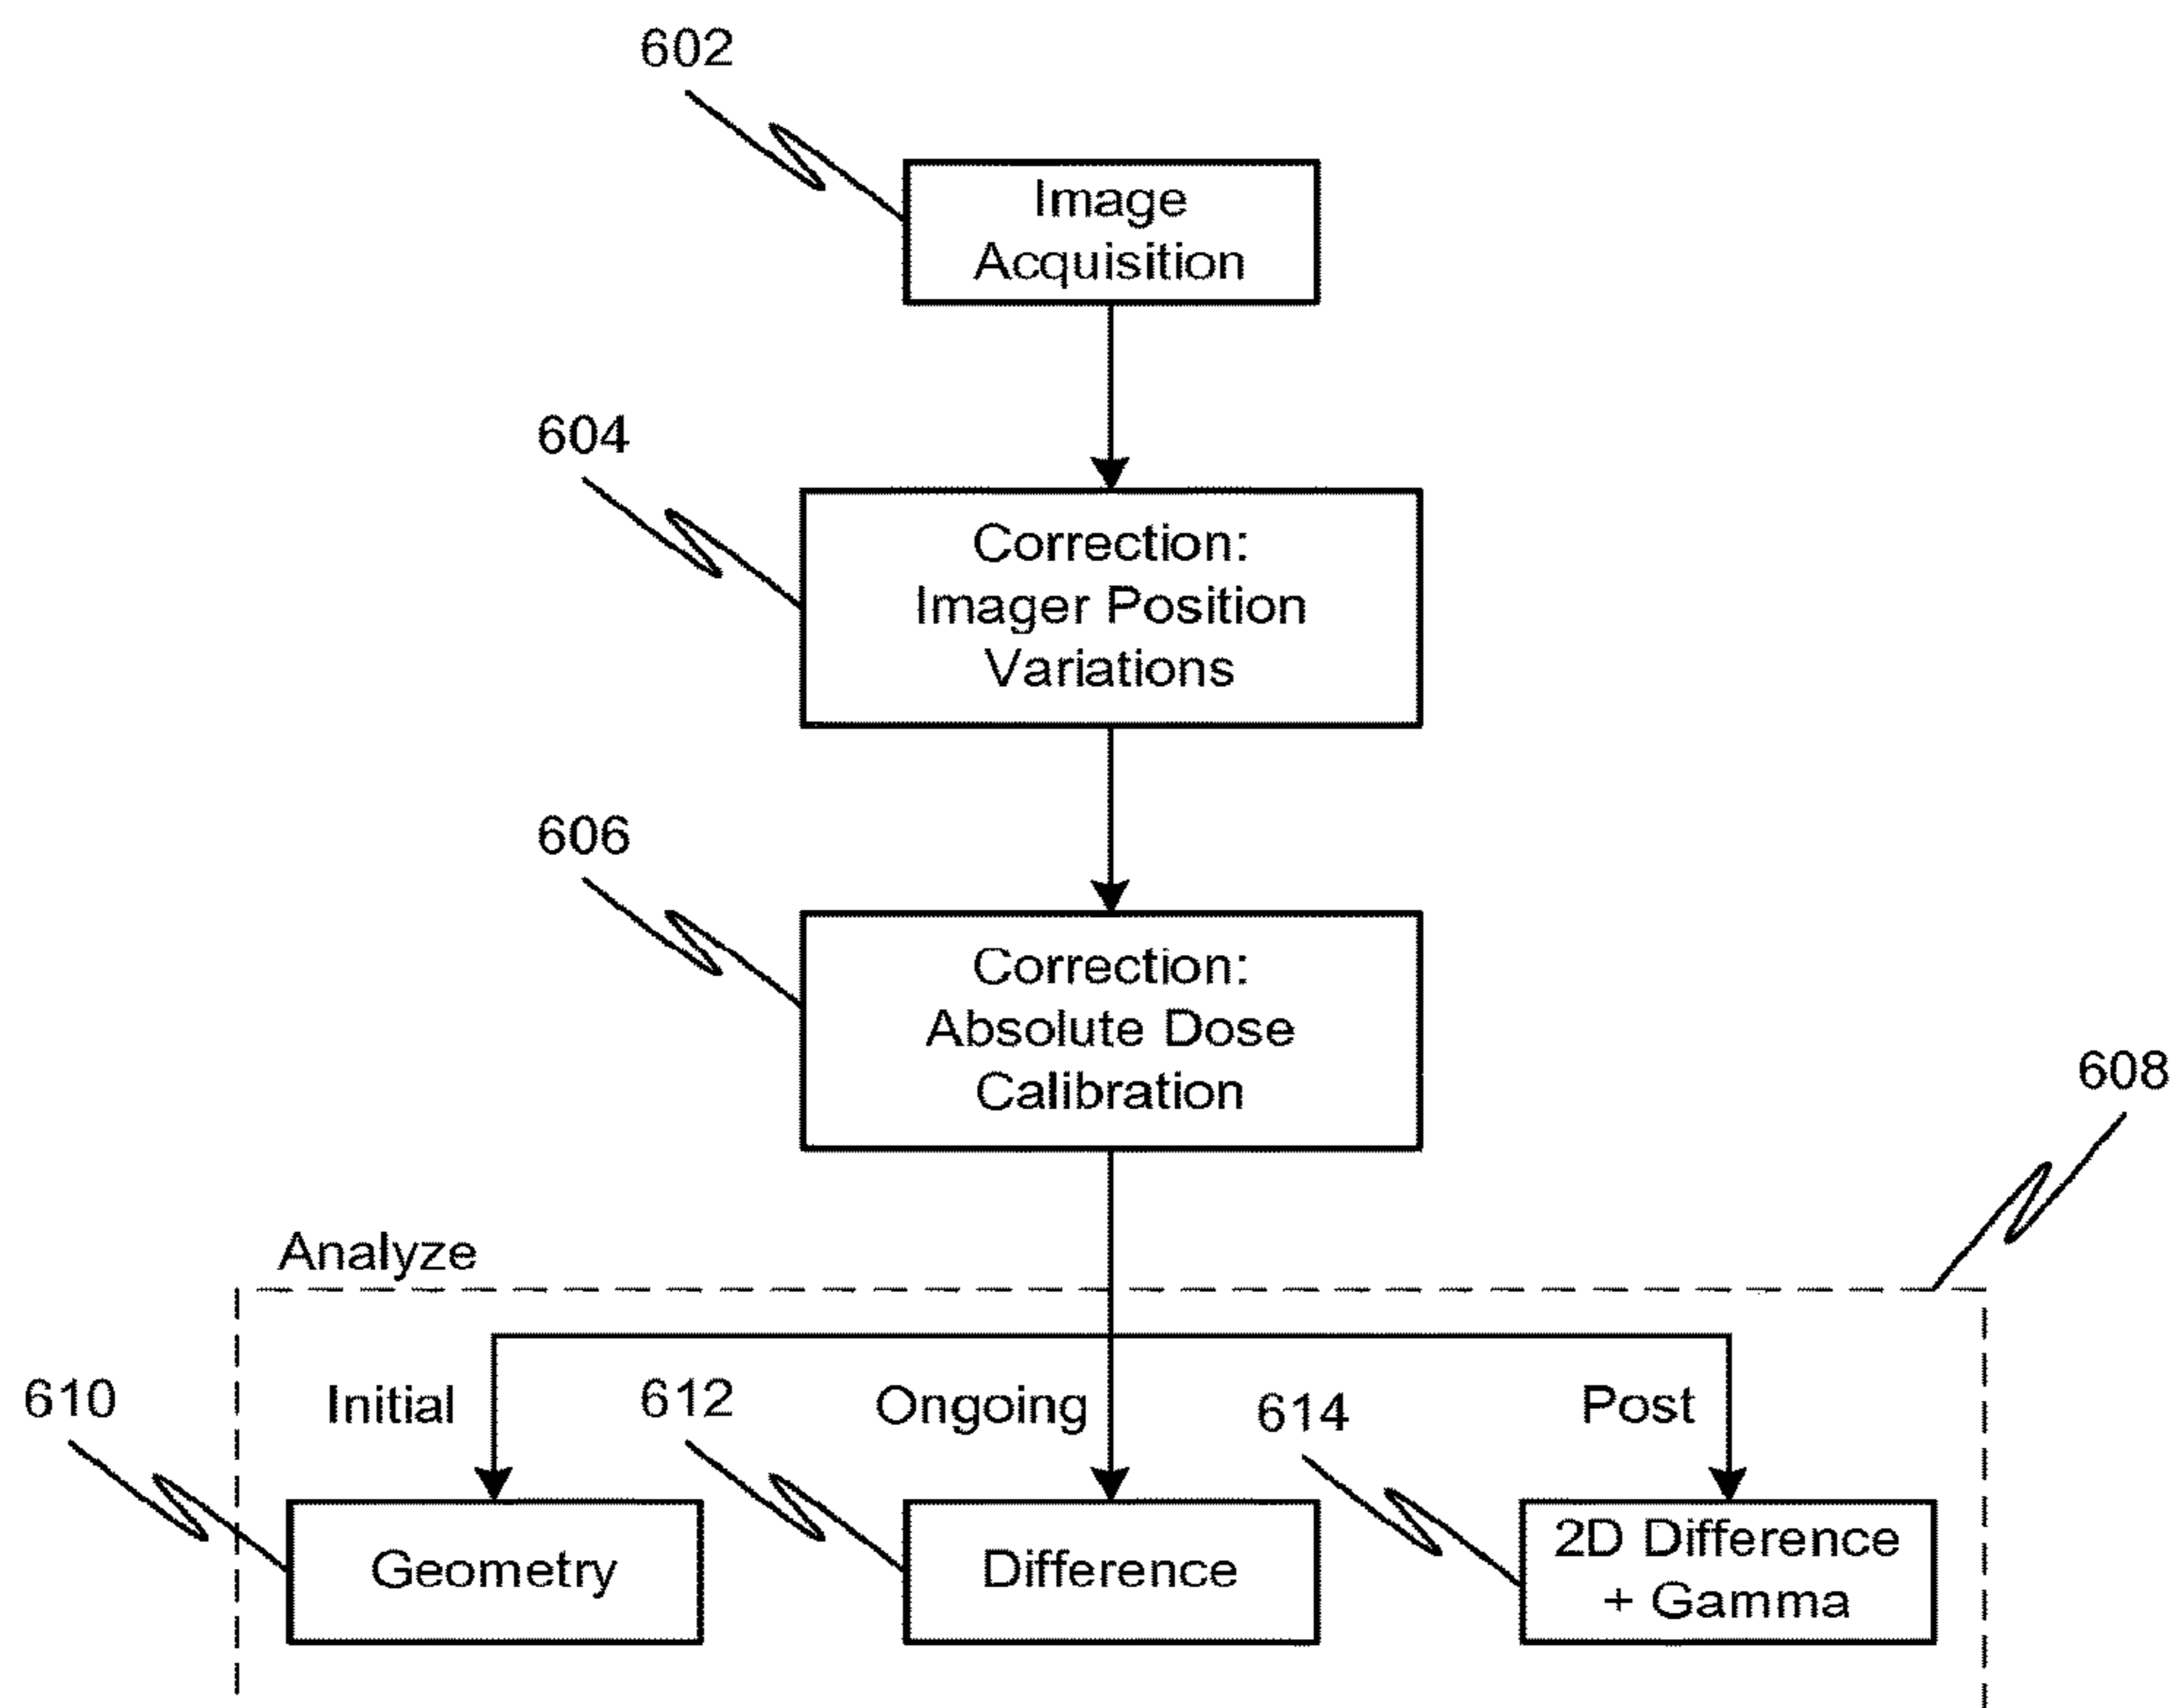 602
Image
Acquisition
604
Correction:
Imager Position
Variations
606
Correction:
Absolute Dose
Calibration
608
Analyze
610
Initial
612
Ongoing
614
Post
Geometry
Difference
2D Difference
+ Gamma